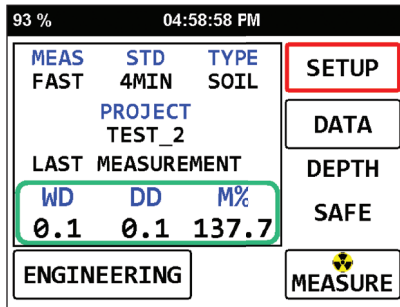 93 % 04:58:58 PM
MEAS STD TYPE SETUP
FAST 4MIN SOIL
PROJECT DATA
TEST_2
LAST MEASUREMENT DEPTH
WD DD M% SAFE
0.1 0.1 137.7
ENGINEERING MEASURE